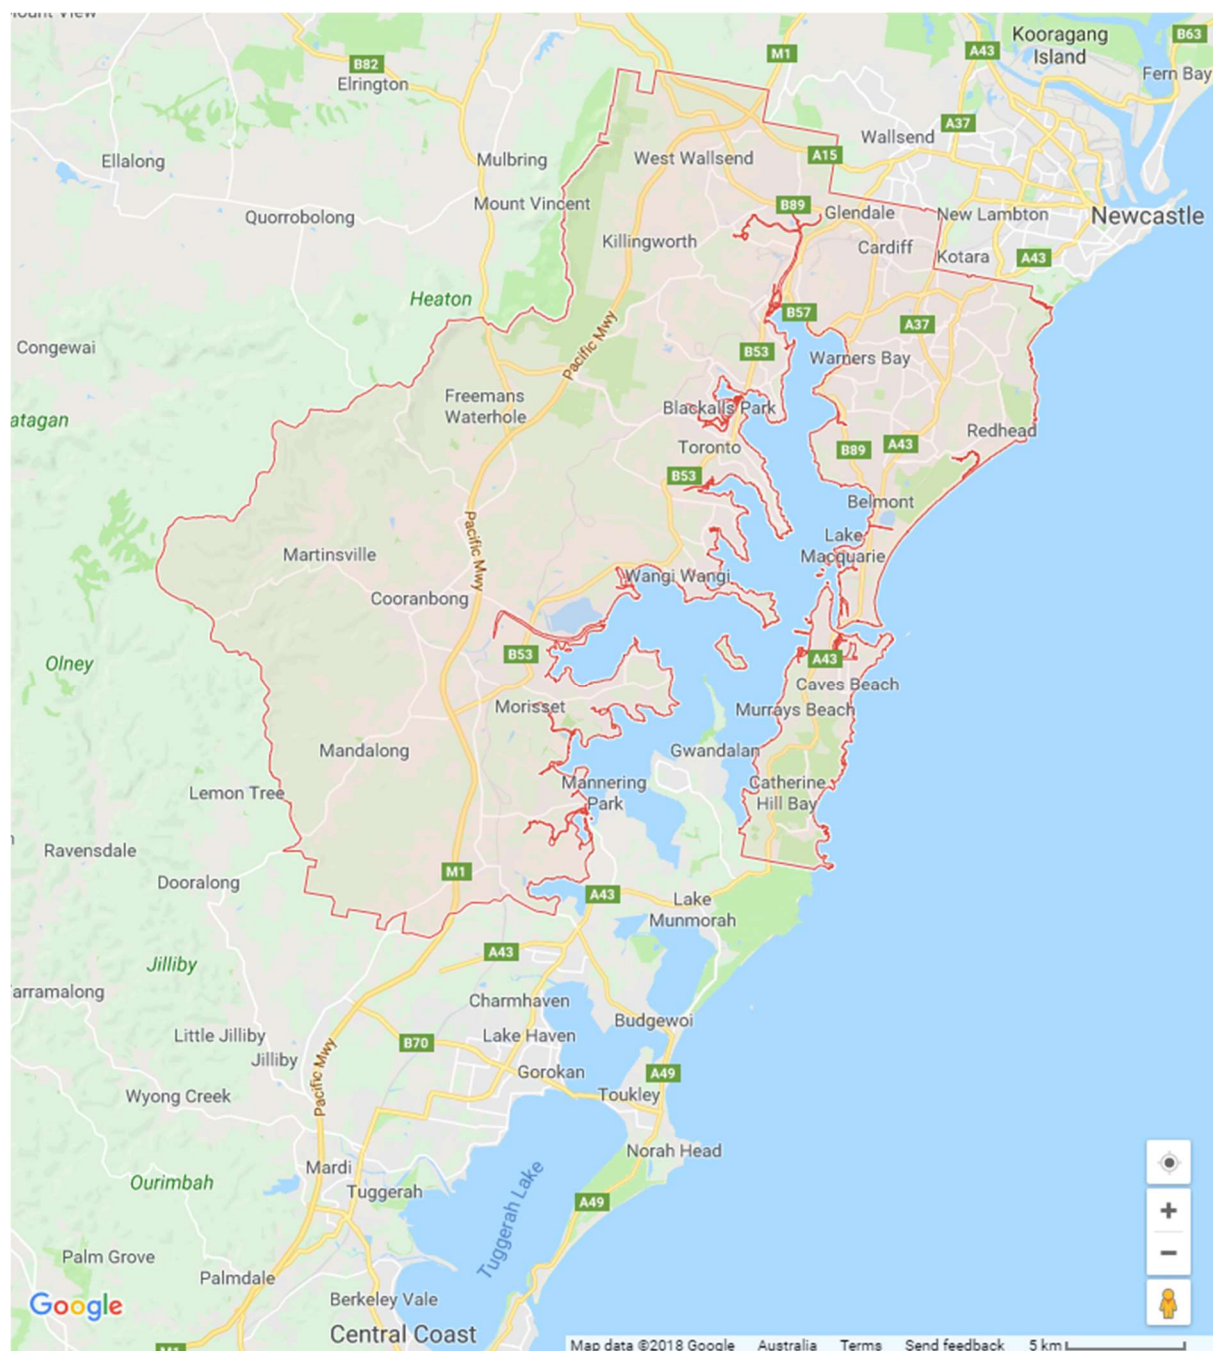 B82
Elrington
M1
A43
Kooragang
Island
B63
Fern Bay
Ellalong
Mulbring
West Wallsend
A15
Wallsend
A37
Quorrobolong
Mount Vincent
B89
Glendale
New Lambton
Newcastle
Killingworth
Cardiff
Kotara
A43
Heaton
B57
A37
Congewai
Pacific Mwy
B53
Warners Bay
Freemans
Waterhole
Blackalls Park
atagan
Toronto
B89
A43
Redhead
B53
Belmont
Martinsville
Pacific Mwy
Lake
Macquarie
Cooranbong
Wangi Wangi
Olney
B53
A43
Caves Beach
Morisset
Murrays Beach
Mandalong
Gwandalan
Lemon Tree
Mannering
Park
Catherine
Hill Bay
Ravensdale
Dooralong
M1
A43
Lake
Munmorah
Jilliby
A43
arramalong
Charmhaven
Little Jilliby
Lake Haven
Budgewoi
Jilliby
B70
Pacific Mwy
Gorokan
A49
Wyong Creek
Toukley
Norah Head
Mardi
Ourimbah
Tuggerah
Tuggerah Lake
A49
Palm Grove
Palmdale
Google
Berkeley Vale
Central Coast
M1
Map data ©2018 Google Australia Terms Send feedback 5 km